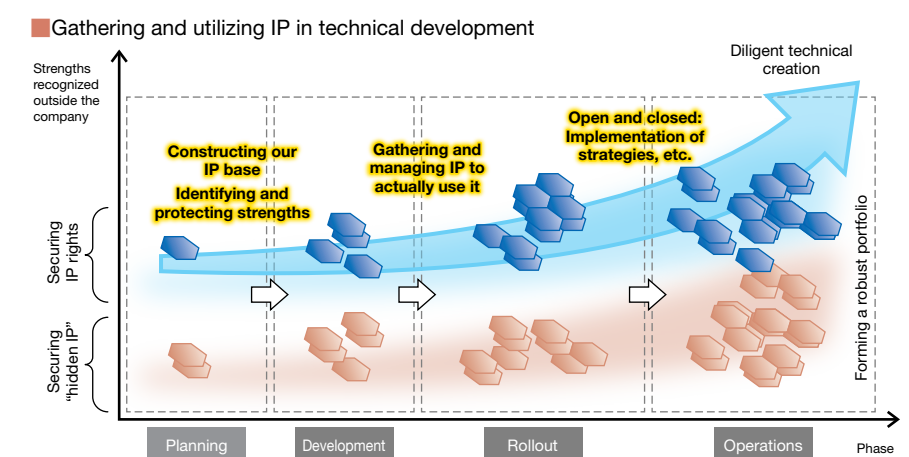 Gathering and utilizing IP in technical development
Strengths
recognized
outside the
company
Diligent technical
creation
Constructing our
IP base
Identifying and
protecting strengths
Gathering and
managing IP to
actually use it
Open and closed:
Implementation of
strategies, etc.
Securing
IP rights
Securing
“hidden IP”
Forming a robust portfolio
Planning
Development
Rollout
Operations
Phase